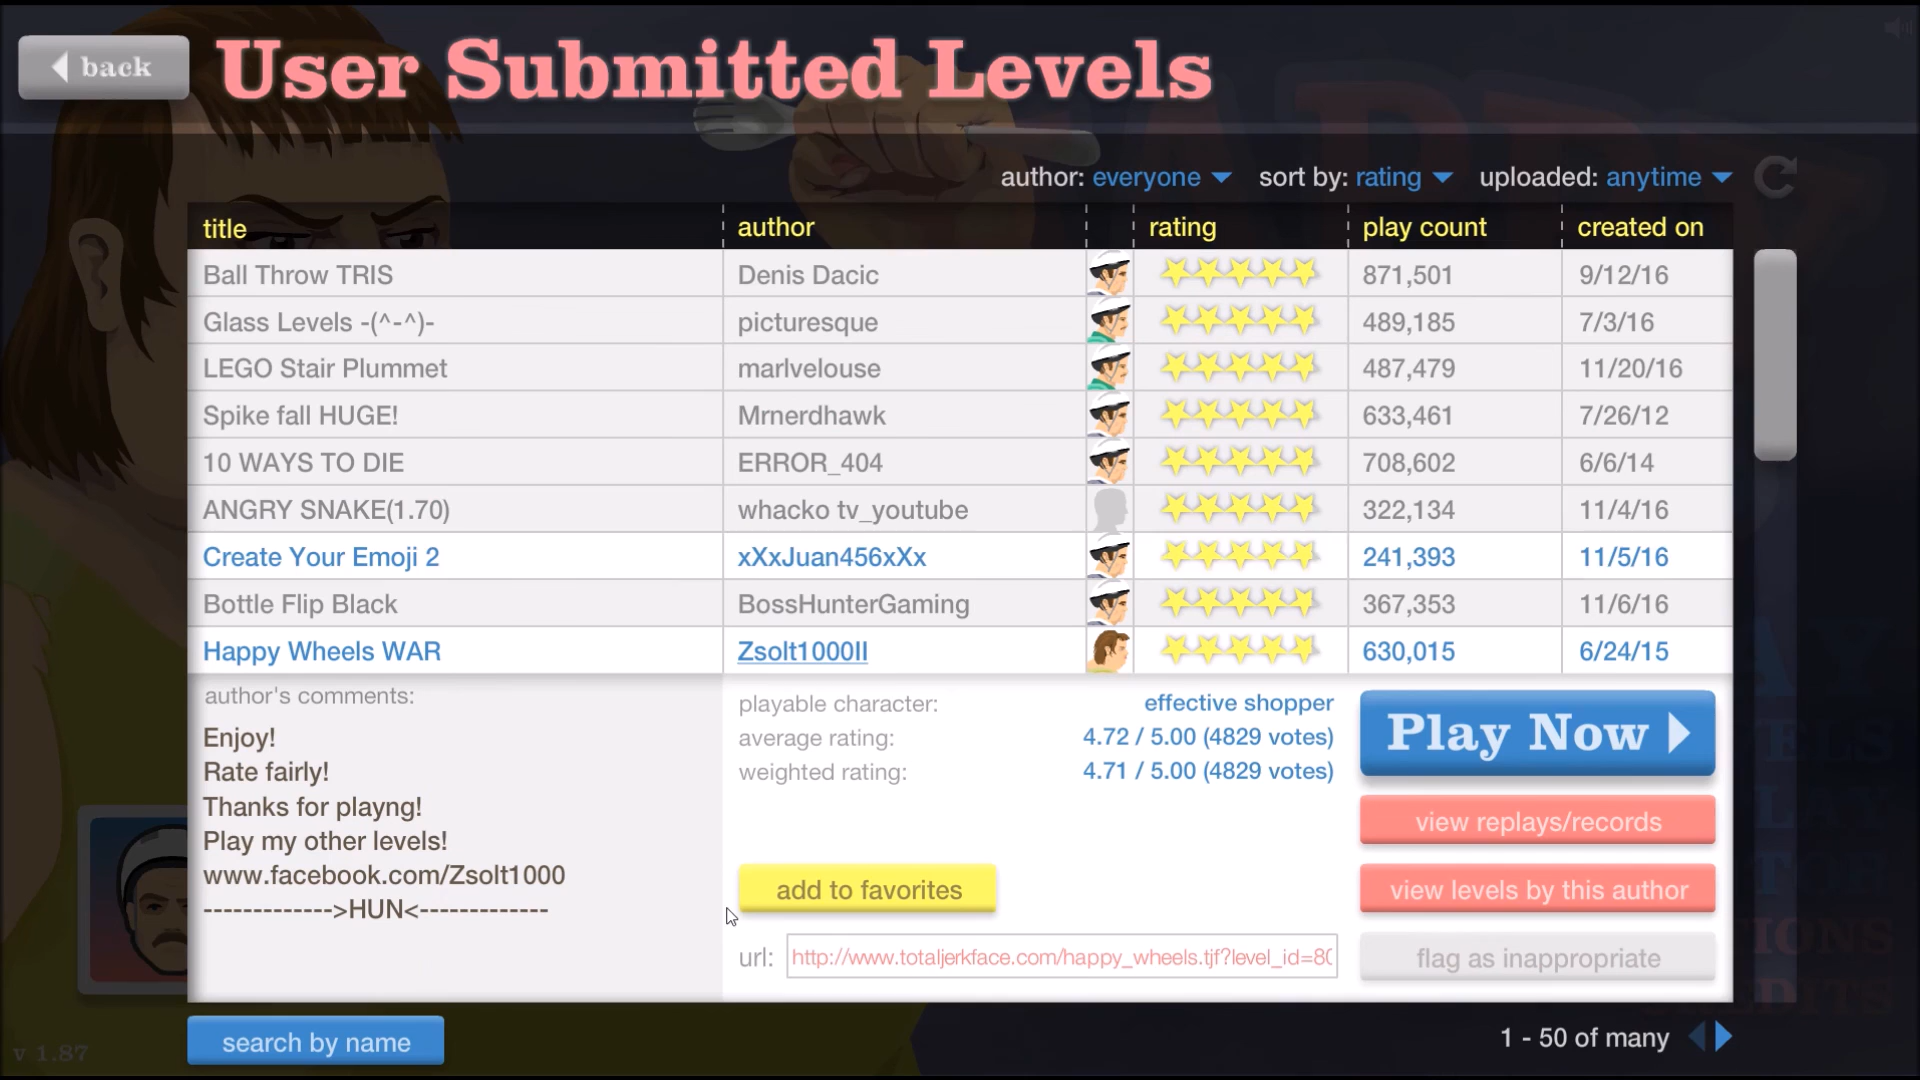 back
User Submitted Levels
author: everyone sort by: rating uploaded: anytime
title author rating play count created on
Ball Throw TRIS Denis Dacic 871,501 9/12/16
Glass Levels -(^-^)- picturesque 489,185 7/3/16
LEGO Stair Plummet marlvelouse 487,479 11/20/16
Spike fall HUGE! Mrnerdhawk 633,461 7/26/12
10 WAYS TO DIE ERROR_404 708,602 6/6/14
ANGRY SNAKE(1.70) whacko tv_youtube 322,134 11/4/16
Create Your Emoji 2 xXxJuan456xXx 241,393 11/5/16
Bottle Flip Black BossHunterGaming 367,353 11/6/16
Happy Wheels WAR Zsolt1000II 630,015 6/24/15
author's comments:
Enjoy!
Rate fairly!
Thanks for playng!
Play my other levels!
www.facebook.com/Zsolt1000
------------->HUN<-------------
playable character: effective shopper
average rating: 4.72 / 5.00 (4829 votes)
weighted rating: 4.71 / 5.00 (4829 votes)
add to favorites
url: http://www.totaljerkface.com/happy_wheels.tjf?level_id=80
Play Now
view replays/records
view levels by this author
flag as inappropriate
search by name
1 - 50 of many
v 1.87